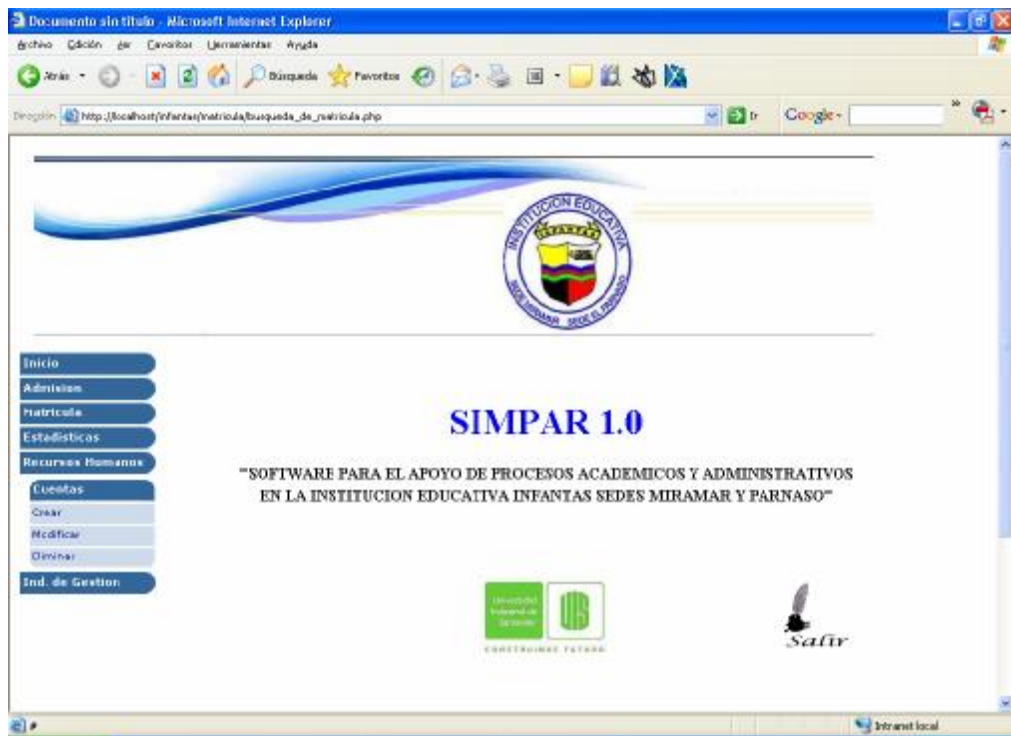 Documento sin título - Microsoft Internet Explorer
Archivo Edición Ver Favoritos Herramientas Ayuda
Atrás Búsqueda Favoritos
Dirección http://localhost/infantas/matricula/busqueda_de_matricula.php Ir Google
INSTITUCION EDUCATIVA
INFANTAS
SEDE MIRAMAR SEDE EL PARNASO
Inicio
Admision
Matricula
Estadisticas
Recursos Humanos
Cuentas
Crear
Modificar
Eliminar
Ind. de Gestion
SIMPAR 1.0
"SOFTWARE PARA EL APOYO DE PROCESOS ACADEMICOS Y ADMINISTRATIVOS
EN LA INSTITUCION EDUCATIVA INFANTAS SEDES MIRAMAR Y PARNASO"
Universidad
Industrial de
Santander
UIS
CONSTRUIMOS FUTURO
Salir
#
Intranet local